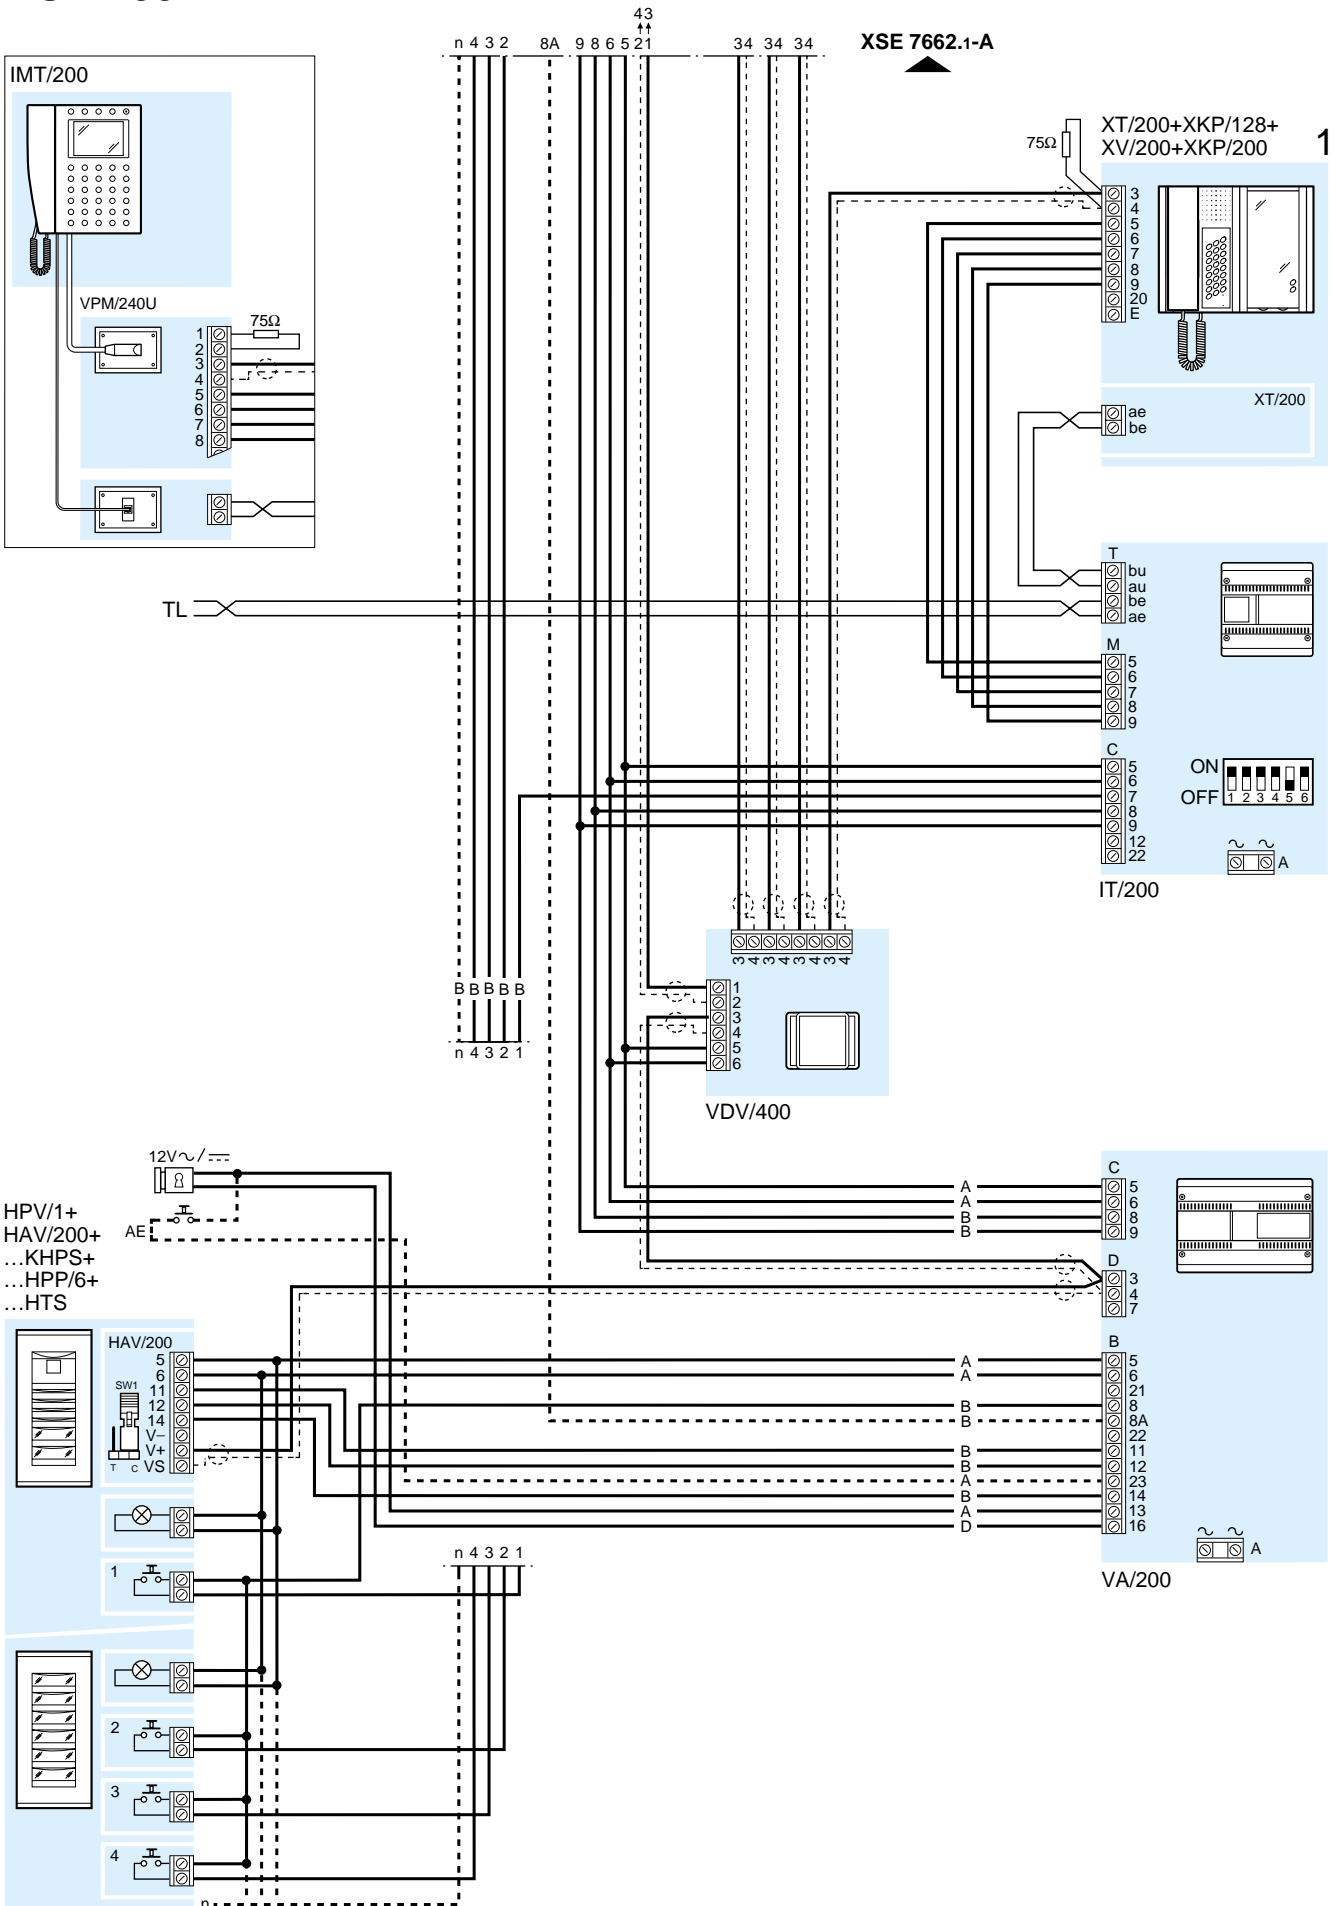 43
n 4 3 2 8A 9 8 6 5 21 34 34 34
XSE 7662.1-A
IMT/200
VPM/240U
75Ω
1
2
3
4
5
6
7
8
75Ω
XT/200+XKP/128+
XV/200+XKP/200
1
3
4
5
6
7
8
9
20
E
XT/200
ae
be
TL
T
bu
au
be
ae
M
5
6
7
8
9
C
5
6
7
8
9
12
22
ON
OFF
1 2 3 4 5 6
A
IT/200
3 4 3 4 3 4 3 4
1
2
3
4
5
6
VDV/400
B B B B B
n 4 3 2 1
12V
AE
HPV/1+
HAV/200+
...KHPS+
...HPP/6+
...HTS
C
5
6
8
9
A
A
B
B
D
3
4
7
B
5
6
21
8
8A
22
11
12
23
14
13
16
A
A
B
B
B
B
A
B
A
D
A
VA/200
HAV/200
5
6
11
12
14
V–
V+
VS
SW1
T C
1
n 4 3 2 1
2
3
4
n